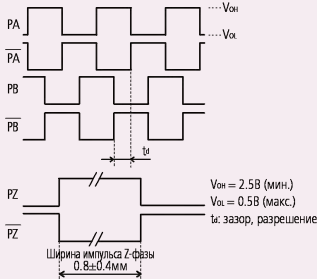 PA
VOH
VOL
PA
PB
PB
td
PZ
PZ
VOH = 2.5В (мин.)
VOL = 0.5В (макс.)
td: зазор, разрешение
Ширина импульса Z-фазы
0.8±0.4мм